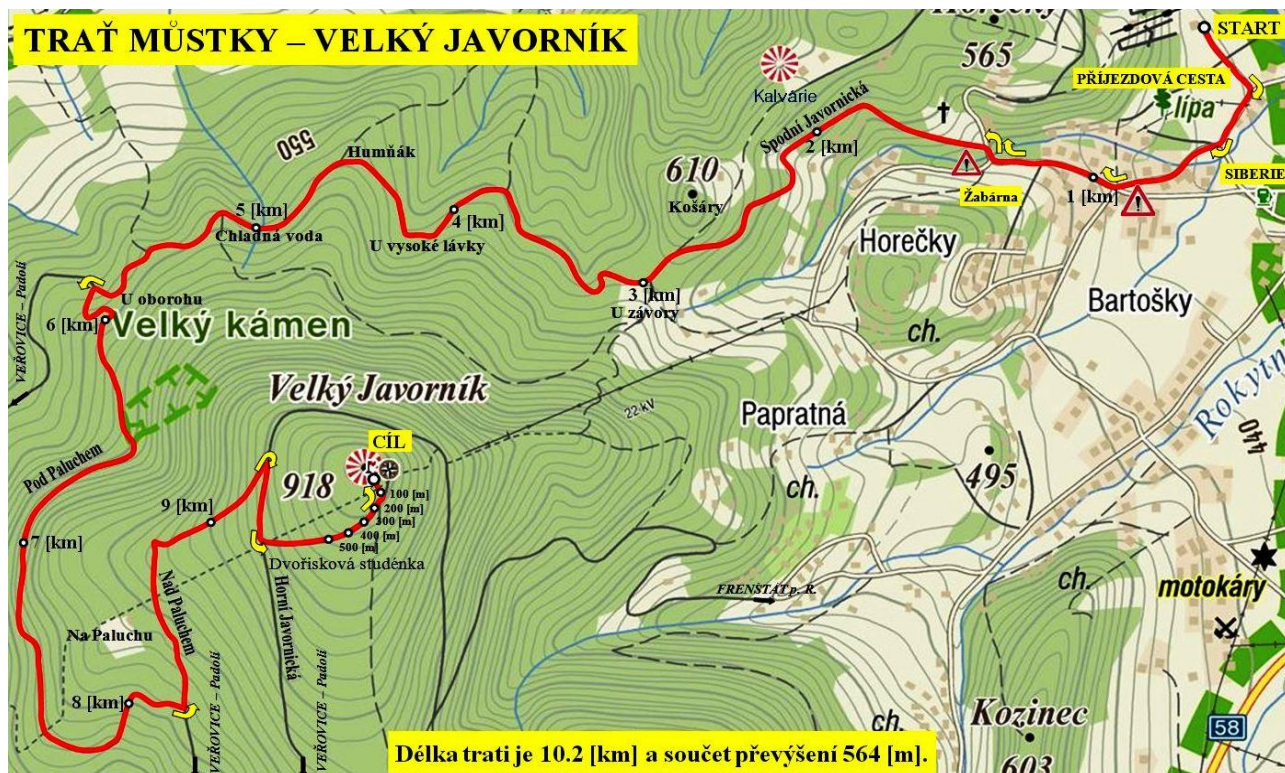 TRAŤ MŮSTKY – VELKÝ JAVORNÍK
565
START
PŘÍJEZDOVÁ CESTA
Kalvárie
lípa
550
Humňák
Spodní Javornická
2 [km]
610
Košáry
Žabárna
1 [km]
SIBERIE
5 [km]
Chladná voda
4 [km]
U vysoké lávky
Horečky
3 [km]
U závory
Bartošky
U oborohu
6 [km]
Velký kámen
VEŘOVICE – Padolí
ch.
Velký Javorník
22 kV
Papratná
CÍL
Pod Paluchem
918
100 [m]
200 [m]
300 [m]
400 [m]
500 [m]
9 [km]
ch.
495
440
7 [km]
Dvořisková studénka
Nad Paluchem
Horní Javornická
FRENŠTÁT p. R.
ch.
motokáry
Na Paluchu
8 [km]
VEŘOVICE – Padolí
VEŘOVICE – Padolí
ch.
Kozinec
603
58
Délka trati je 10.2 [km] a součet převýšení 564 [m].